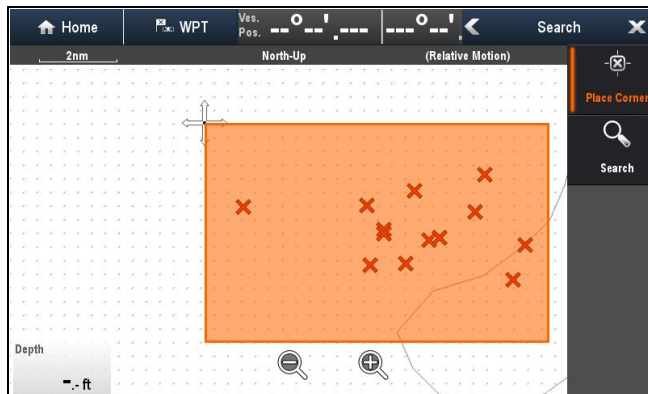 Home
WPT
Ves.
Pos.
--°--'.---
---°--'.
Search
X
2nm
North-Up
(Relative Motion)
Place Corner
Search
Depth
-.- ft